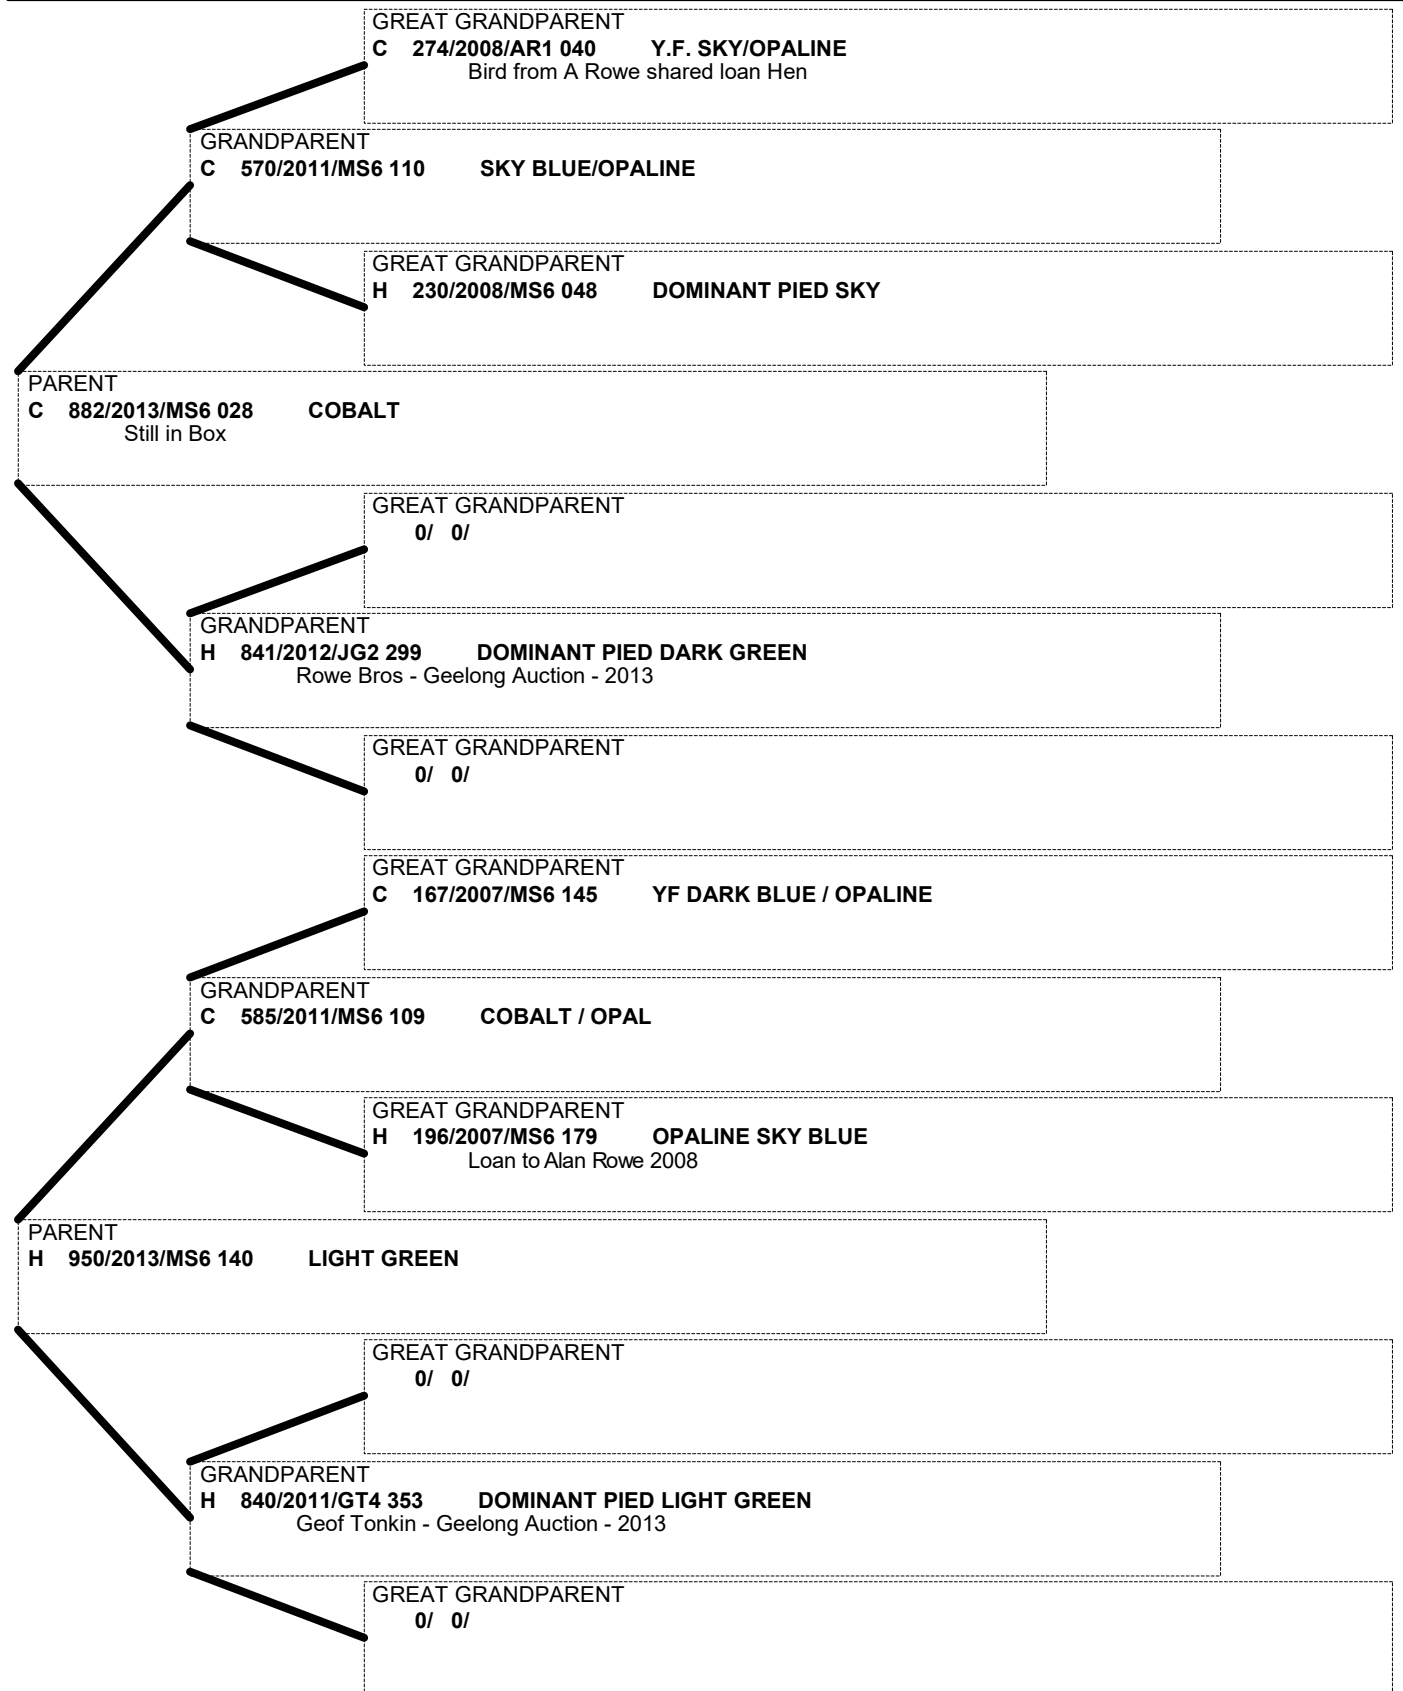 GREAT GRANDPARENT
C 274/2008/AR1 040 Y.F. SKY/OPALINE
Bird from A Rowe shared loan Hen
GRANDPARENT
C 570/2011/MS6 110 SKY BLUE/OPALINE
GREAT GRANDPARENT
H 230/2008/MS6 048 DOMINANT PIED SKY
PARENT
C 882/2013/MS6 028 COBALT
Still in Box
GREAT GRANDPARENT
0/ 0/
GRANDPARENT
H 841/2012/JG2 299 DOMINANT PIED DARK GREEN
Rowe Bros - Geelong Auction - 2013
GREAT GRANDPARENT
0/ 0/
GREAT GRANDPARENT
C 167/2007/MS6 145 YF DARK BLUE / OPALINE
GRANDPARENT
C 585/2011/MS6 109 COBALT / OPAL
GREAT GRANDPARENT
H 196/2007/MS6 179 OPALINE SKY BLUE
Loan to Alan Rowe 2008
PARENT
H 950/2013/MS6 140 LIGHT GREEN
GREAT GRANDPARENT
0/ 0/
GRANDPARENT
H 840/2011/GT4 353 DOMINANT PIED LIGHT GREEN
Geof Tonkin - Geelong Auction - 2013
GREAT GRANDPARENT
0/ 0/